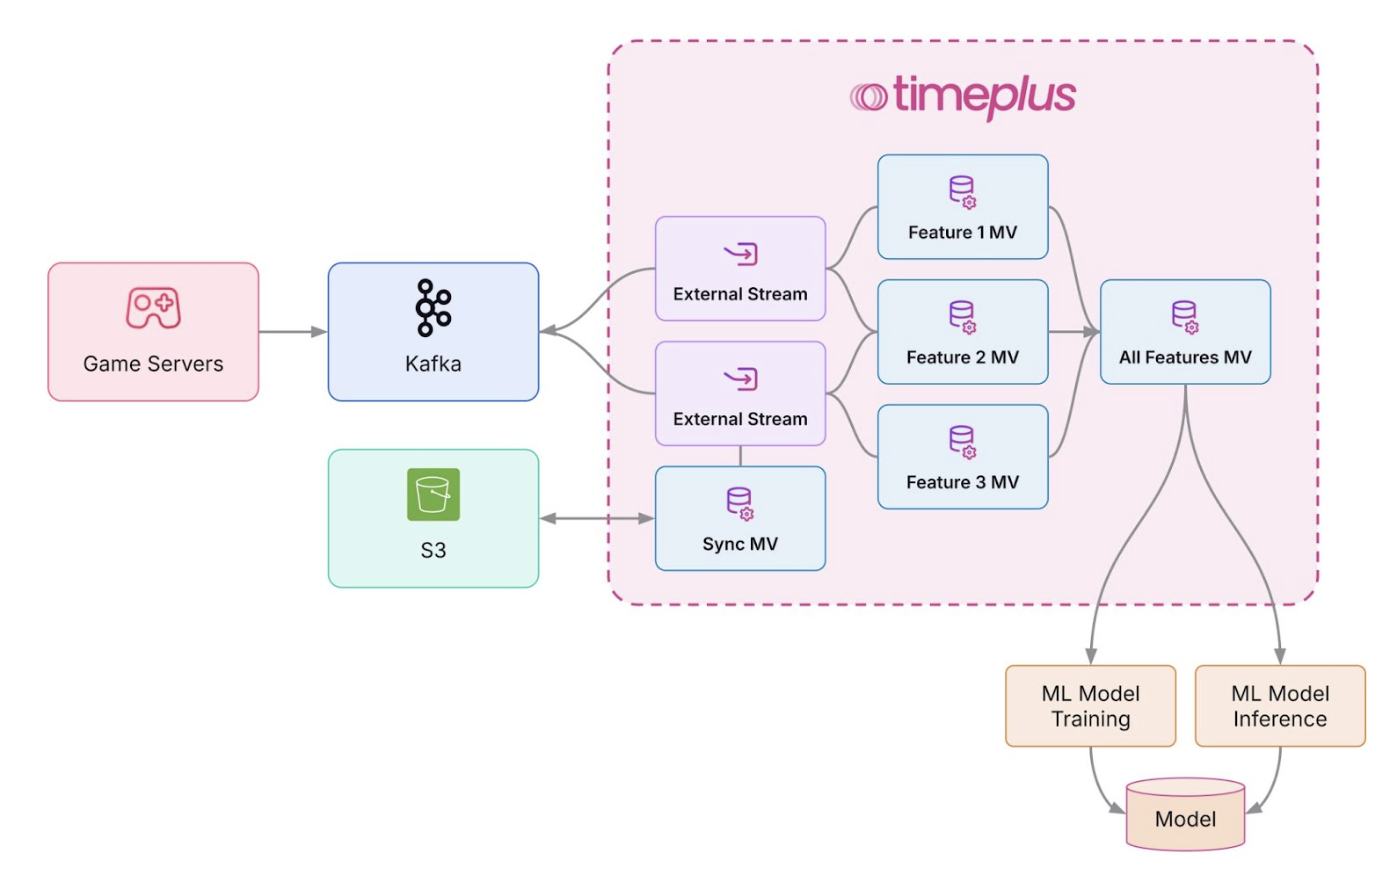 timeplus
Feature 1 MV
External Stream
Game Servers
Kafka
Feature 2 MV
All Features MV
External Stream
Feature 3 MV
S3
Sync MV
ML Model
Training
ML Model
Inference
Model